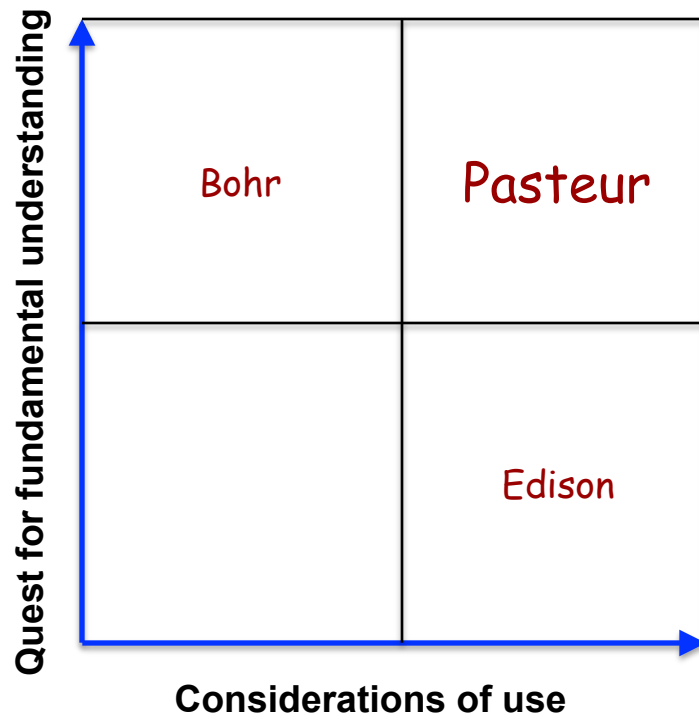 Quest for fundamental understanding
Bohr
Pasteur
Edison
Considerations of use